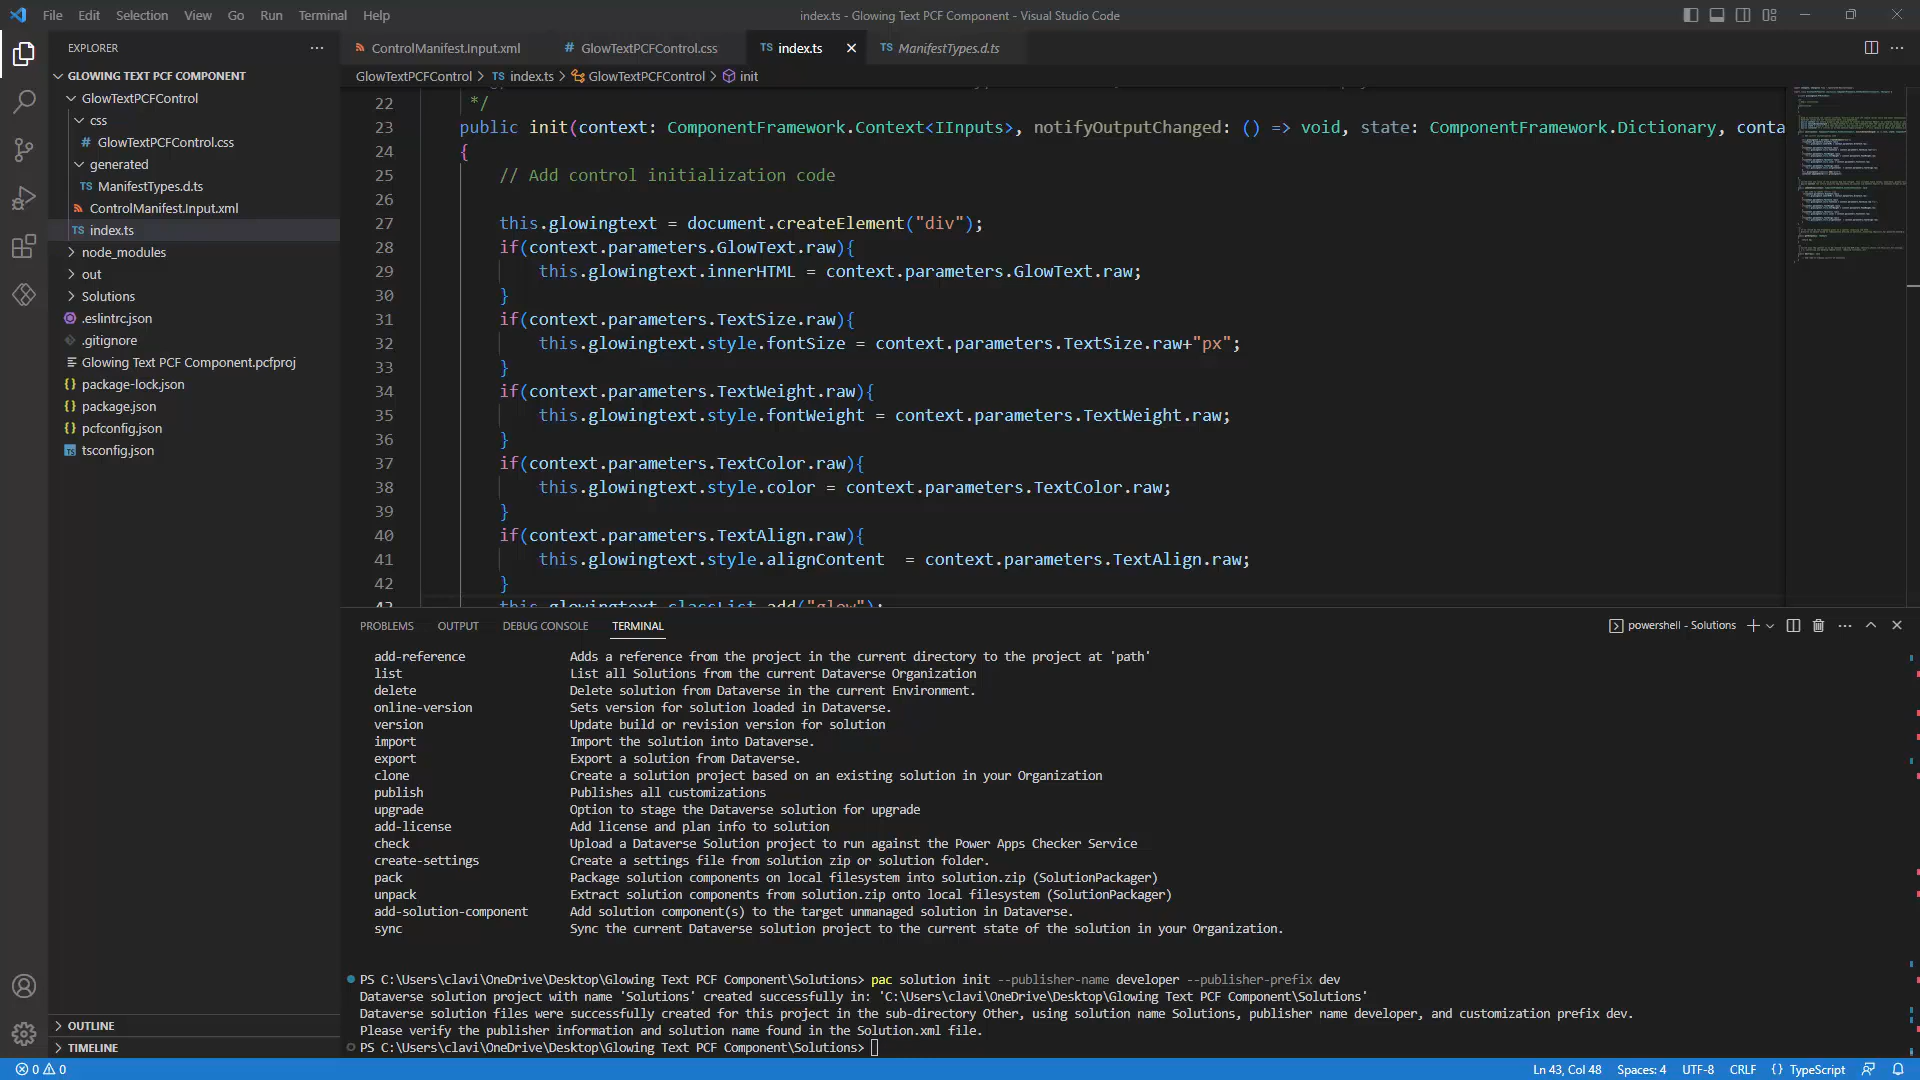 File Edit Selection View Go Run Terminal Help
index.ts - Glowing Text PCF Component - Visual Studio Code
EXPLORER
GLOWING TEXT PCF COMPONENT
GlowTextPCFControl
css
# GlowTextPCFControl.css
generated
TS ManifestTypes.d.ts
ControlManifest.Input.xml
TS index.ts
node_modules
out
Solutions
.eslintrc.json
.gitignore
Glowing Text PCF Component.pcfproj
{} package-lock.json
{} package.json
{} pcfconfig.json
TS tsconfig.json
OUTLINE
TIMELINE
ControlManifest.Input.xml # GlowTextPCFControl.css TS index.ts TS ManifestTypes.d.ts
GlowTextPCFControl > TS index.ts > GlowTextPCFControl > init
22 */
23 public init(context: ComponentFramework.Context<IInputs>, notifyOutputChanged: () => void, state: ComponentFramework.Dictionary, conta
24 {
25 // Add control initialization code
26
27 this.glowingtext = document.createElement("div");
28 if(context.parameters.GlowText.raw){
29 this.glowingtext.innerHTML = context.parameters.GlowText.raw;
30 }
31 if(context.parameters.TextSize.raw){
32 this.glowingtext.style.fontSize = context.parameters.TextSize.raw+"px";
33 }
34 if(context.parameters.TextWeight.raw){
35 this.glowingtext.style.fontWeight = context.parameters.TextWeight.raw;
36 }
37 if(context.parameters.TextColor.raw){
38 this.glowingtext.style.color = context.parameters.TextColor.raw;
39 }
40 if(context.parameters.TextAlign.raw){
41 this.glowingtext.style.alignContent  = context.parameters.TextAlign.raw;
42 }
43 this.glowingtext.classList.add("glow");
PROBLEMS OUTPUT DEBUG CONSOLE TERMINAL
powershell - Solutions
add-reference Adds a reference from the project in the current directory to the project at 'path'
list List all Solutions from the current Dataverse Organization
delete Delete solution from Dataverse in the current Environment.
online-version Sets version for solution loaded in Dataverse.
version Update build or revision version for solution
import Import the solution into Dataverse.
export Export a solution from Dataverse.
clone Create a solution project based on an existing solution in your Organization
publish Publishes all customizations
upgrade Option to stage the Dataverse solution for upgrade
add-license Add license and plan info to solution
check Upload a Dataverse Solution project to run against the Power Apps Checker Service
create-settings Create a settings file from solution zip or solution folder.
pack Package solution components on local filesystem into solution.zip (SolutionPackager)
unpack Extract solution components from solution.zip onto local filesystem (SolutionPackager)
add-solution-component Add solution component(s) to the target unmanaged solution in Dataverse.
sync Sync the current Dataverse solution project to the current state of the solution in your Organization.
PS C:\Users\clavi\OneDrive\Desktop\Glowing Text PCF Component\Solutions> pac solution init --publisher-name developer --publisher-prefix dev
Dataverse solution project with name 'Solutions' created successfully in: 'C:\Users\clavi\OneDrive\Desktop\Glowing Text PCF Component\Solutions'
Dataverse solution files were successfully created for this project in the sub-directory Other, using solution name Solutions, publisher name developer, and customization prefix dev.
Please verify the publisher information and solution name found in the Solution.xml file.
PS C:\Users\clavi\OneDrive\Desktop\Glowing Text PCF Component\Solutions>
0 0
Ln 43, Col 48 Spaces: 4 UTF-8 CRLF {} TypeScript